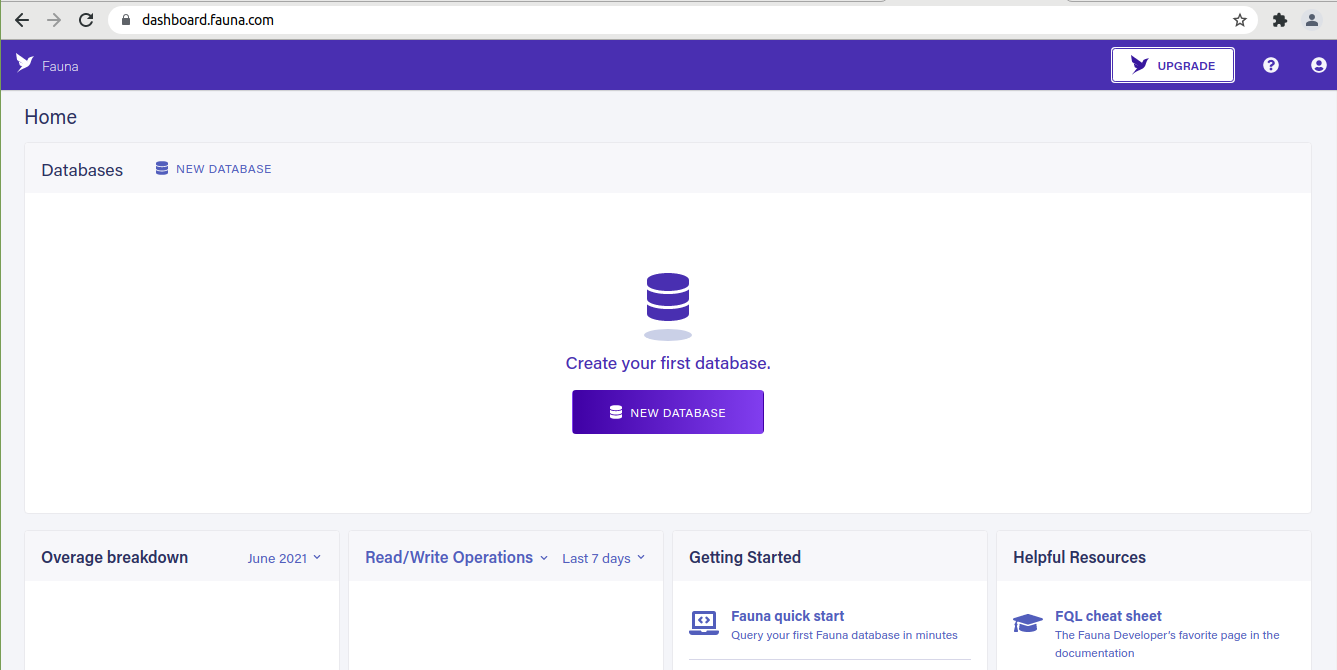 dashboard.fauna.com
Fauna
UPGRADE
Home
Databases
NEW DATABASE
Create your first database.
NEW DATABASE
Overage breakdown
June 2021
Read/Write Operations
Last 7 days
Getting Started
Fauna quick start
Query your first Fauna database in minutes
Helpful Resources
FQL cheat sheet
The Fauna Developer's favorite page in the
documentation